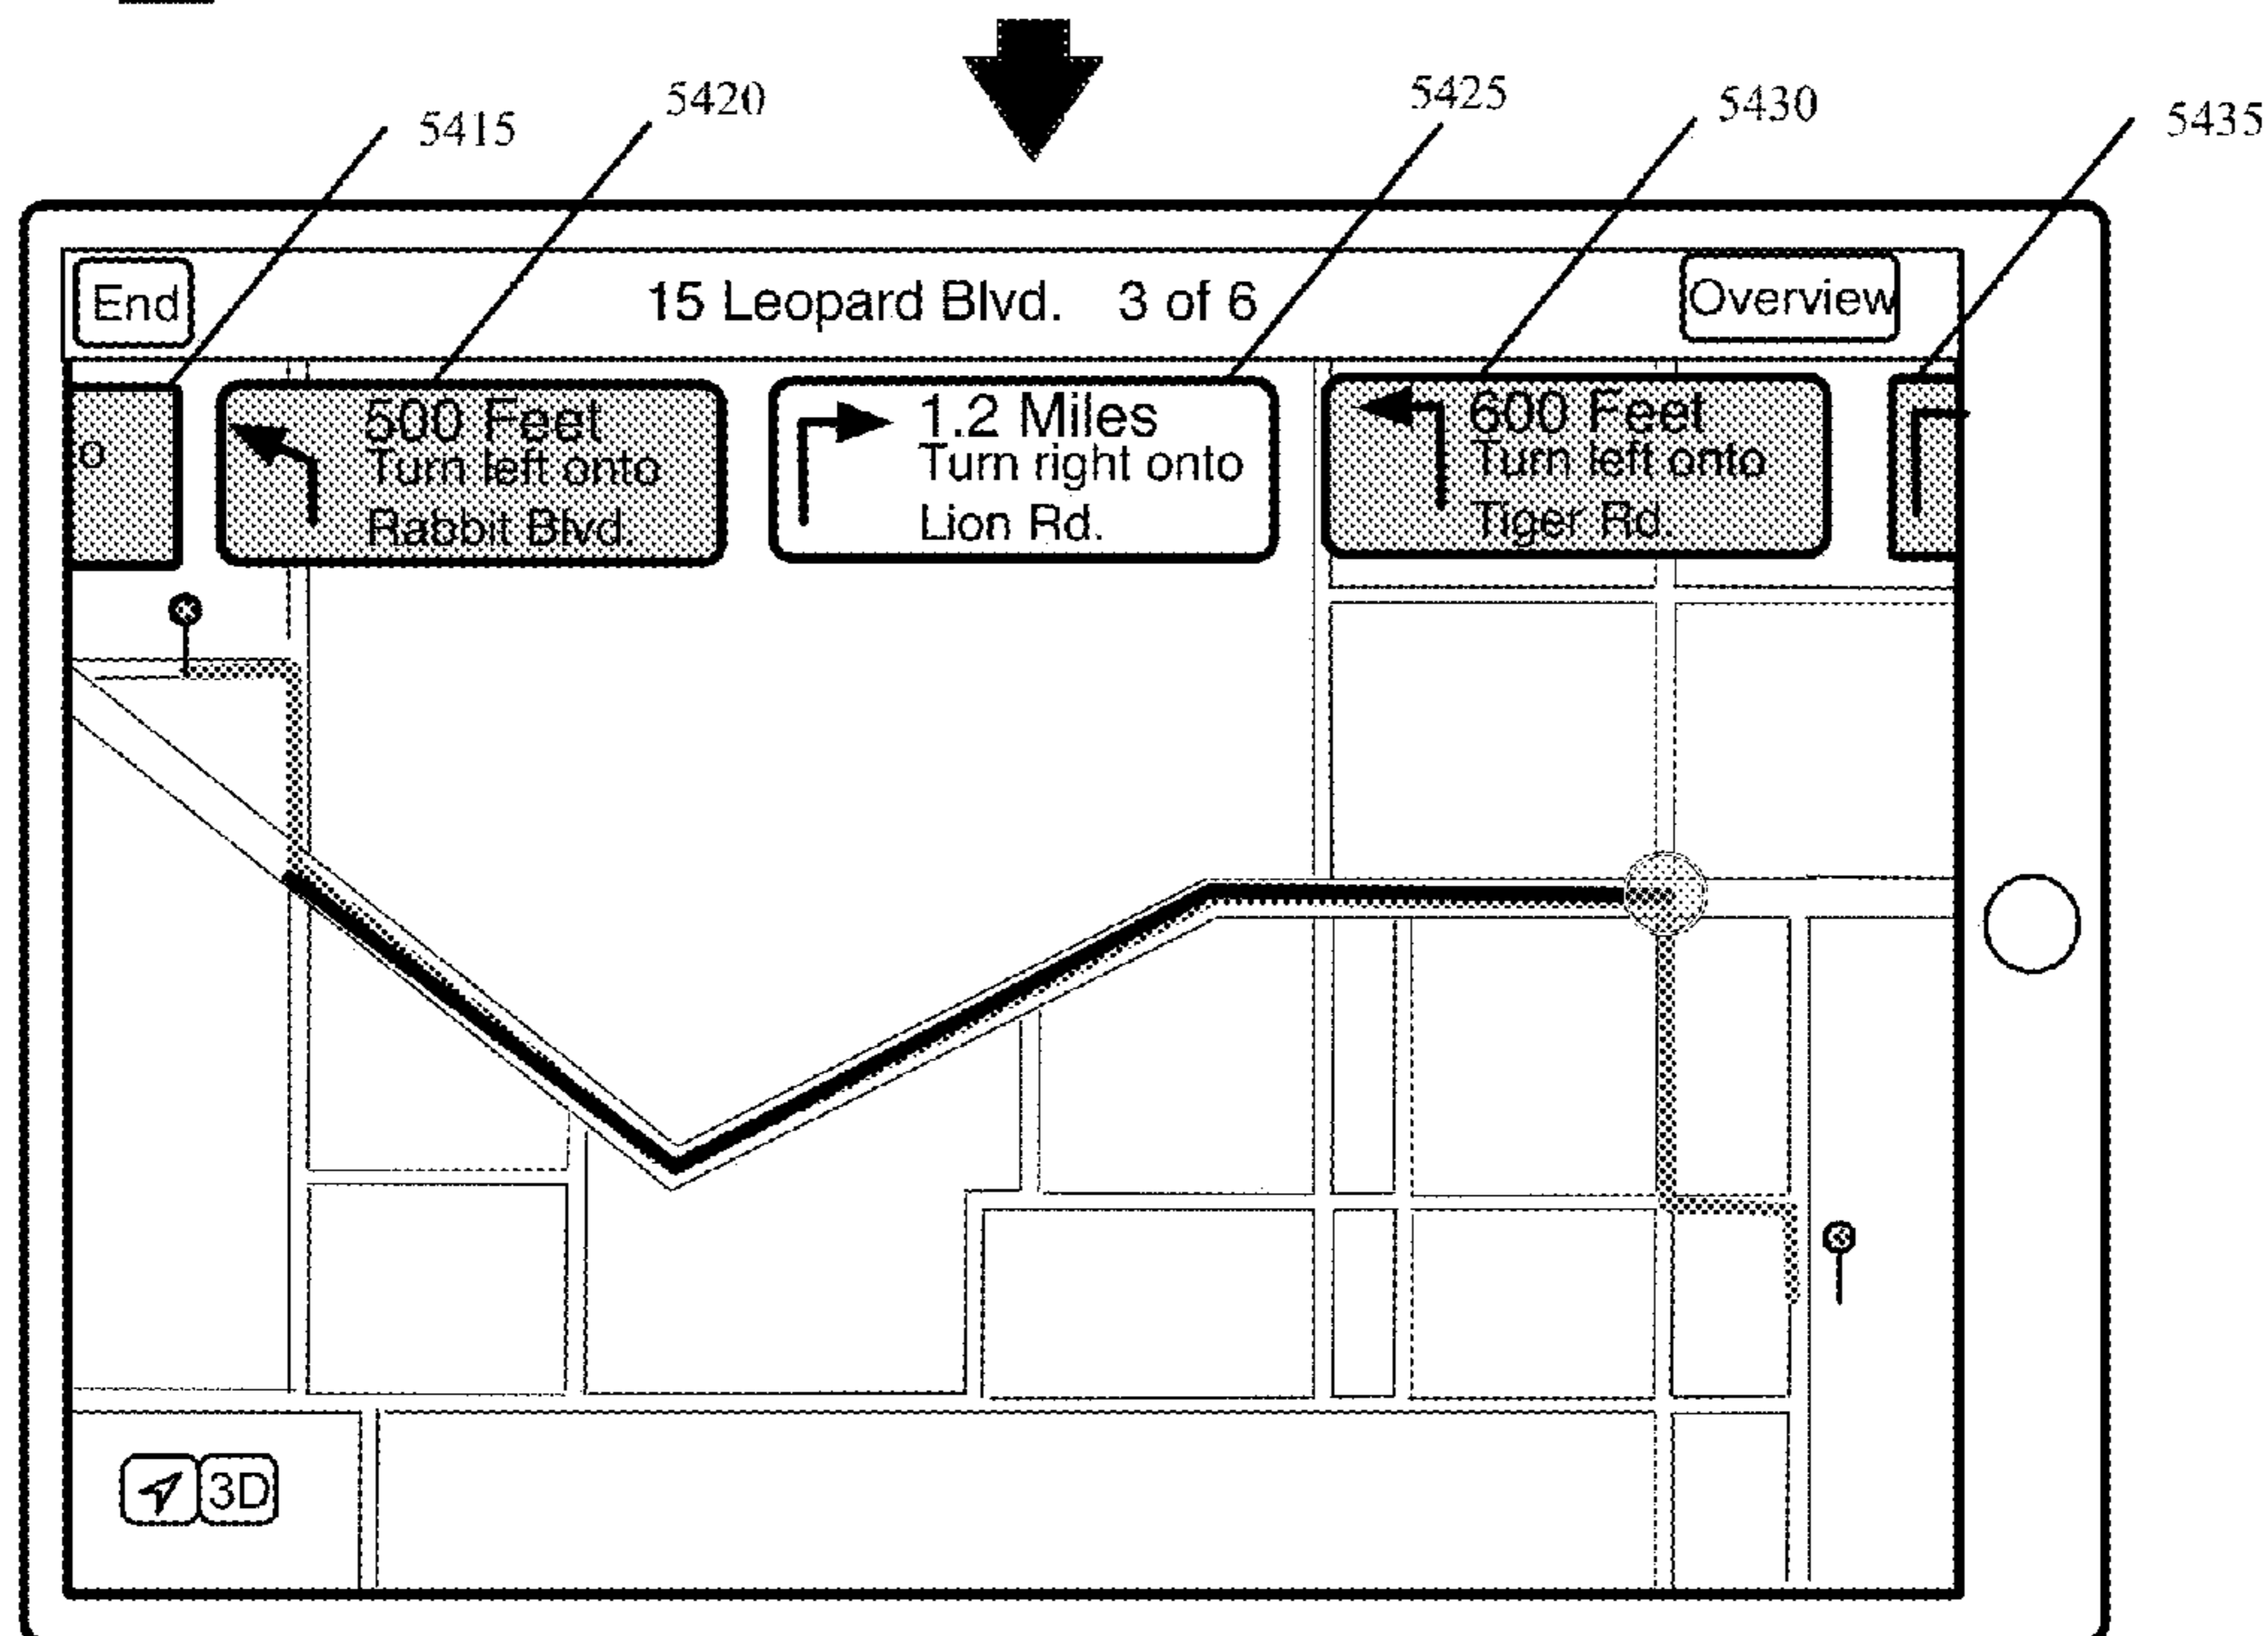 5415
5420
5425
5430
5435
End
15 Leopard Blvd. 3 of 6
Overview
o
500 Feet
Turn left onto
Rabbit Blvd.
1.2 Miles
Turn right onto
Lion Rd.
600 Feet
Turn left onto
Tiger Rd.
3D